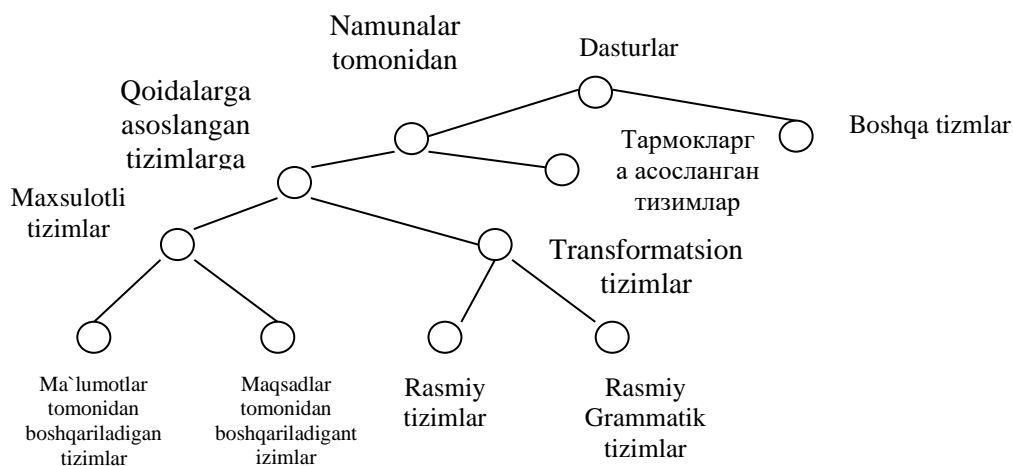 Namunalar
tomonidan
Dasturlar
Qoidalarga
asoslangan
tizimlarga
Boshqa tizmlar
Тармокларг
а асосланган
тизимлар
Maxsulotli
tizimlar
Transformatsion
tizimlar
Ma`lumotlar
tomonidan
boshqariladigan
tizimlar
Maqsadlar
tomonidan
boshqariladigant
izimlar
Rasmiy
tizimlar
Rasmiy
Grammatik
tizimlar